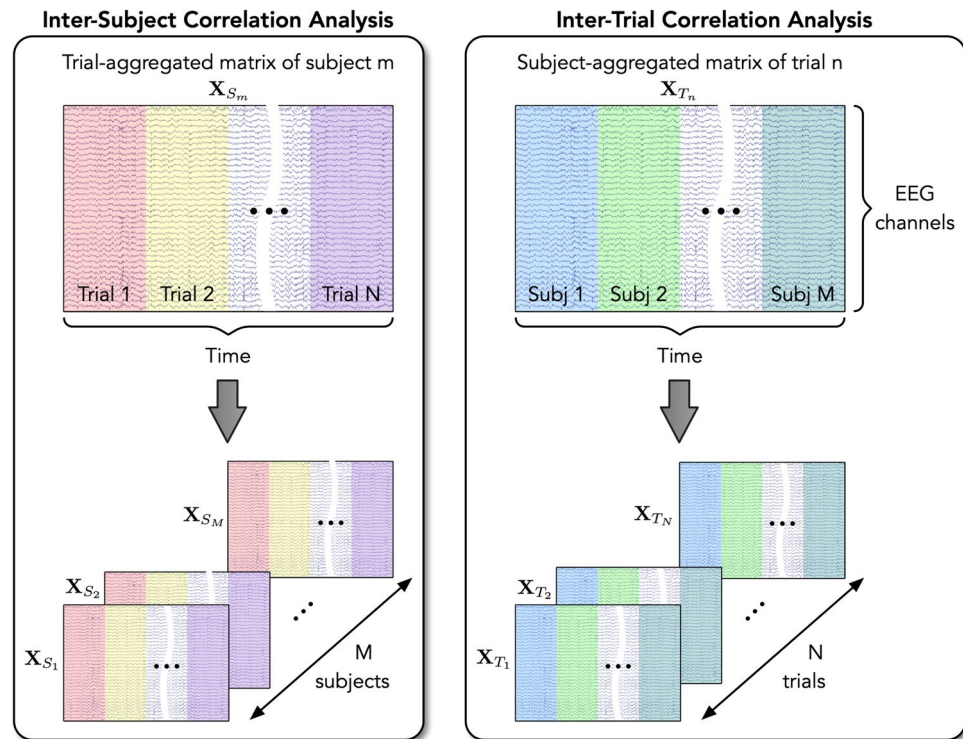 Inter-Subject Correlation Analysis
Trial-aggregated matrix of subject m
X_{S_m}
Trial 1
Trial 2
...
Trial N
Time
X_{S_M}
...
X_{S_2}
...
X_{S_1}
...
M
subjects
Inter-Trial Correlation Analysis
Subject-aggregated matrix of trial n
X_{T_n}
Subj 1
Subj 2
...
Subj M
EEG
channels
Time
X_{T_N}
...
X_{T_2}
...
X_{T_1}
...
N
trials